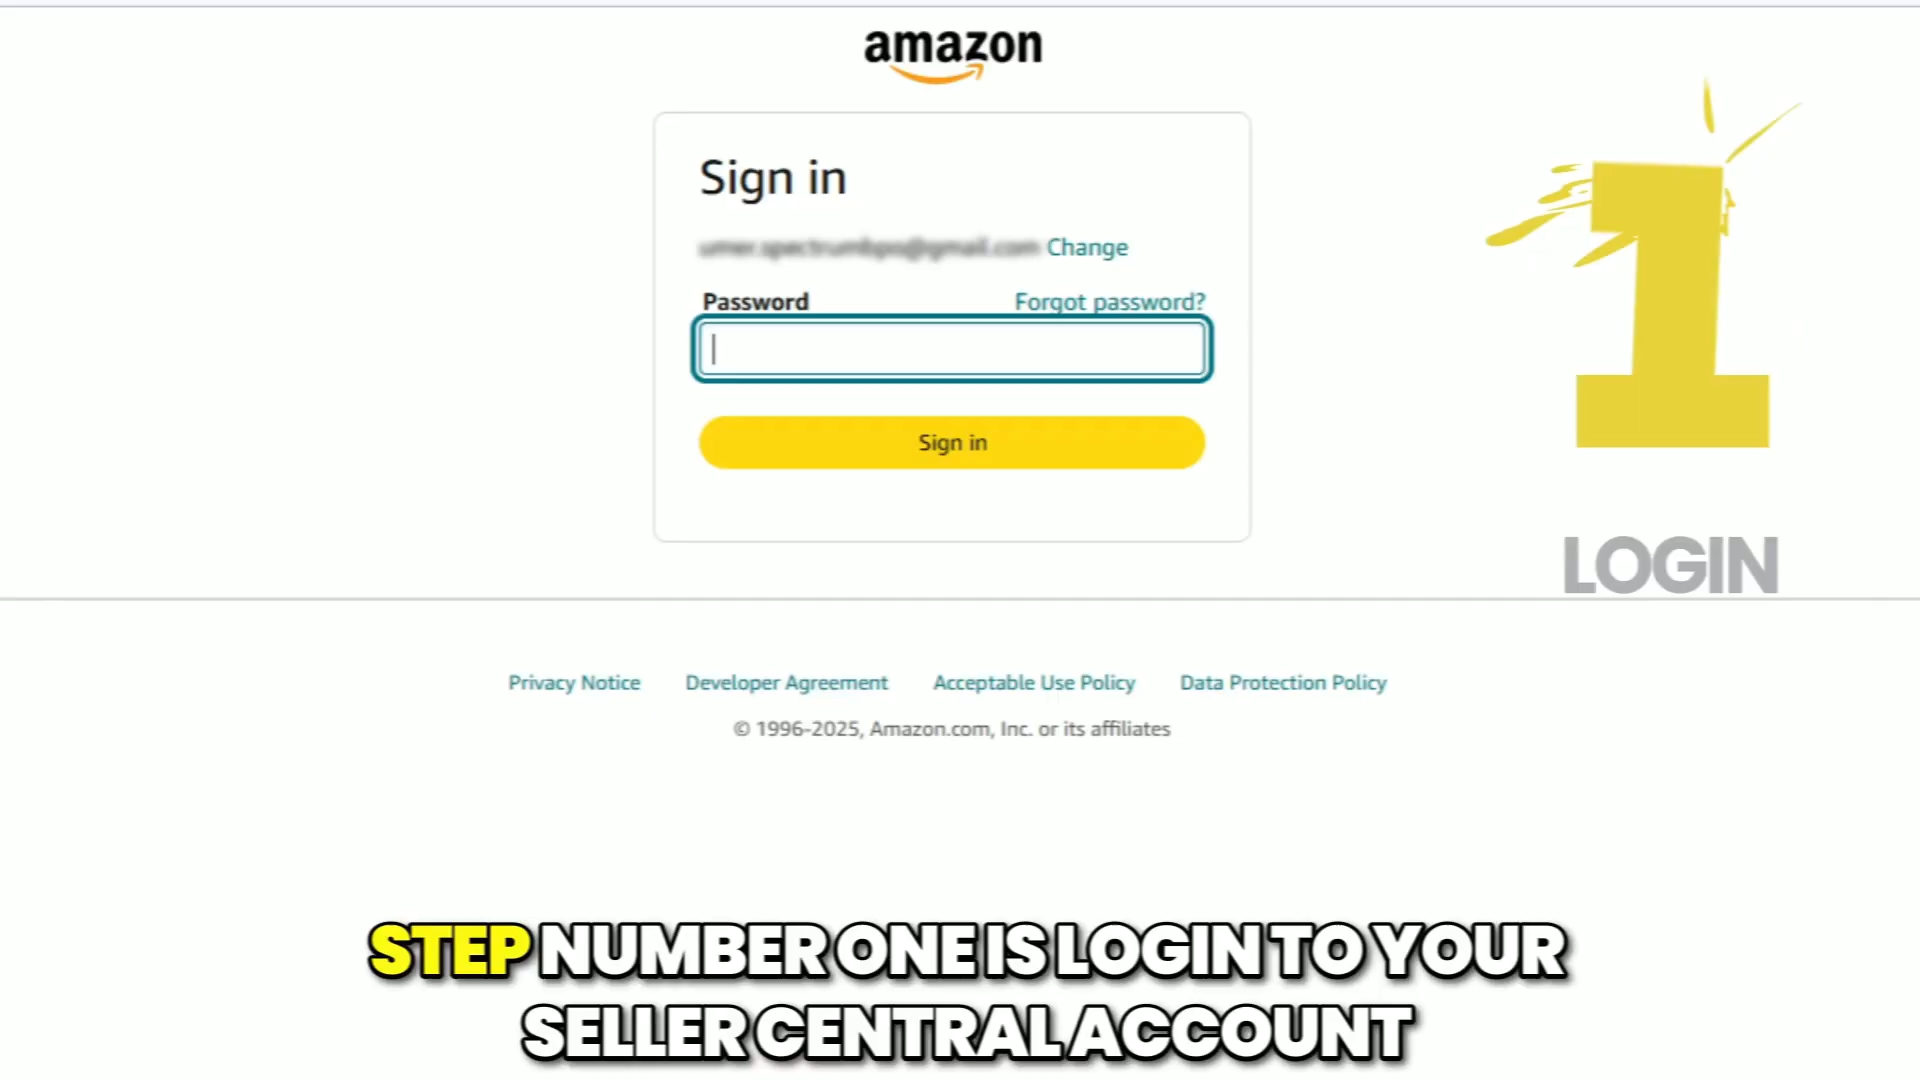 amazon
Sign in
Change
Password
Forgot password?
Sign in
1
LOGIN
Privacy Notice
Developer Agreement
Acceptable Use Policy
Data Protection Policy
© 1996-2025, Amazon.com, Inc. or its affiliates
STEP NUMBER ONE IS LOGIN TO YOUR
SELLER CENTRAL ACCOUNT